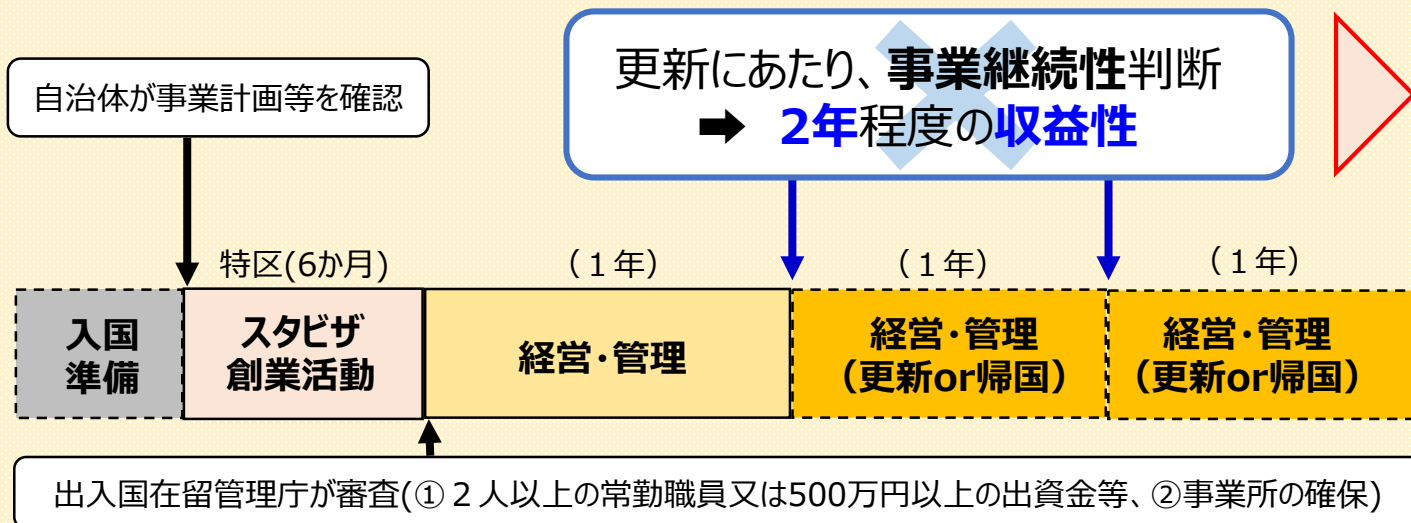 更新にあたり、事業継続性判断
➡ 2年程度の収益性
自治体が事業計画等を確認
特区(6か月)
（１年）
（１年）
（１年）
入国
準備
スタビザ
創業活動
経営・管理
経営・管理
（更新or帰国）
経営・管理
（更新or帰国）
出入国在留管理庁が審査(①２人以上の常勤職員又は500万円以上の出資金等、②事業所の確保)